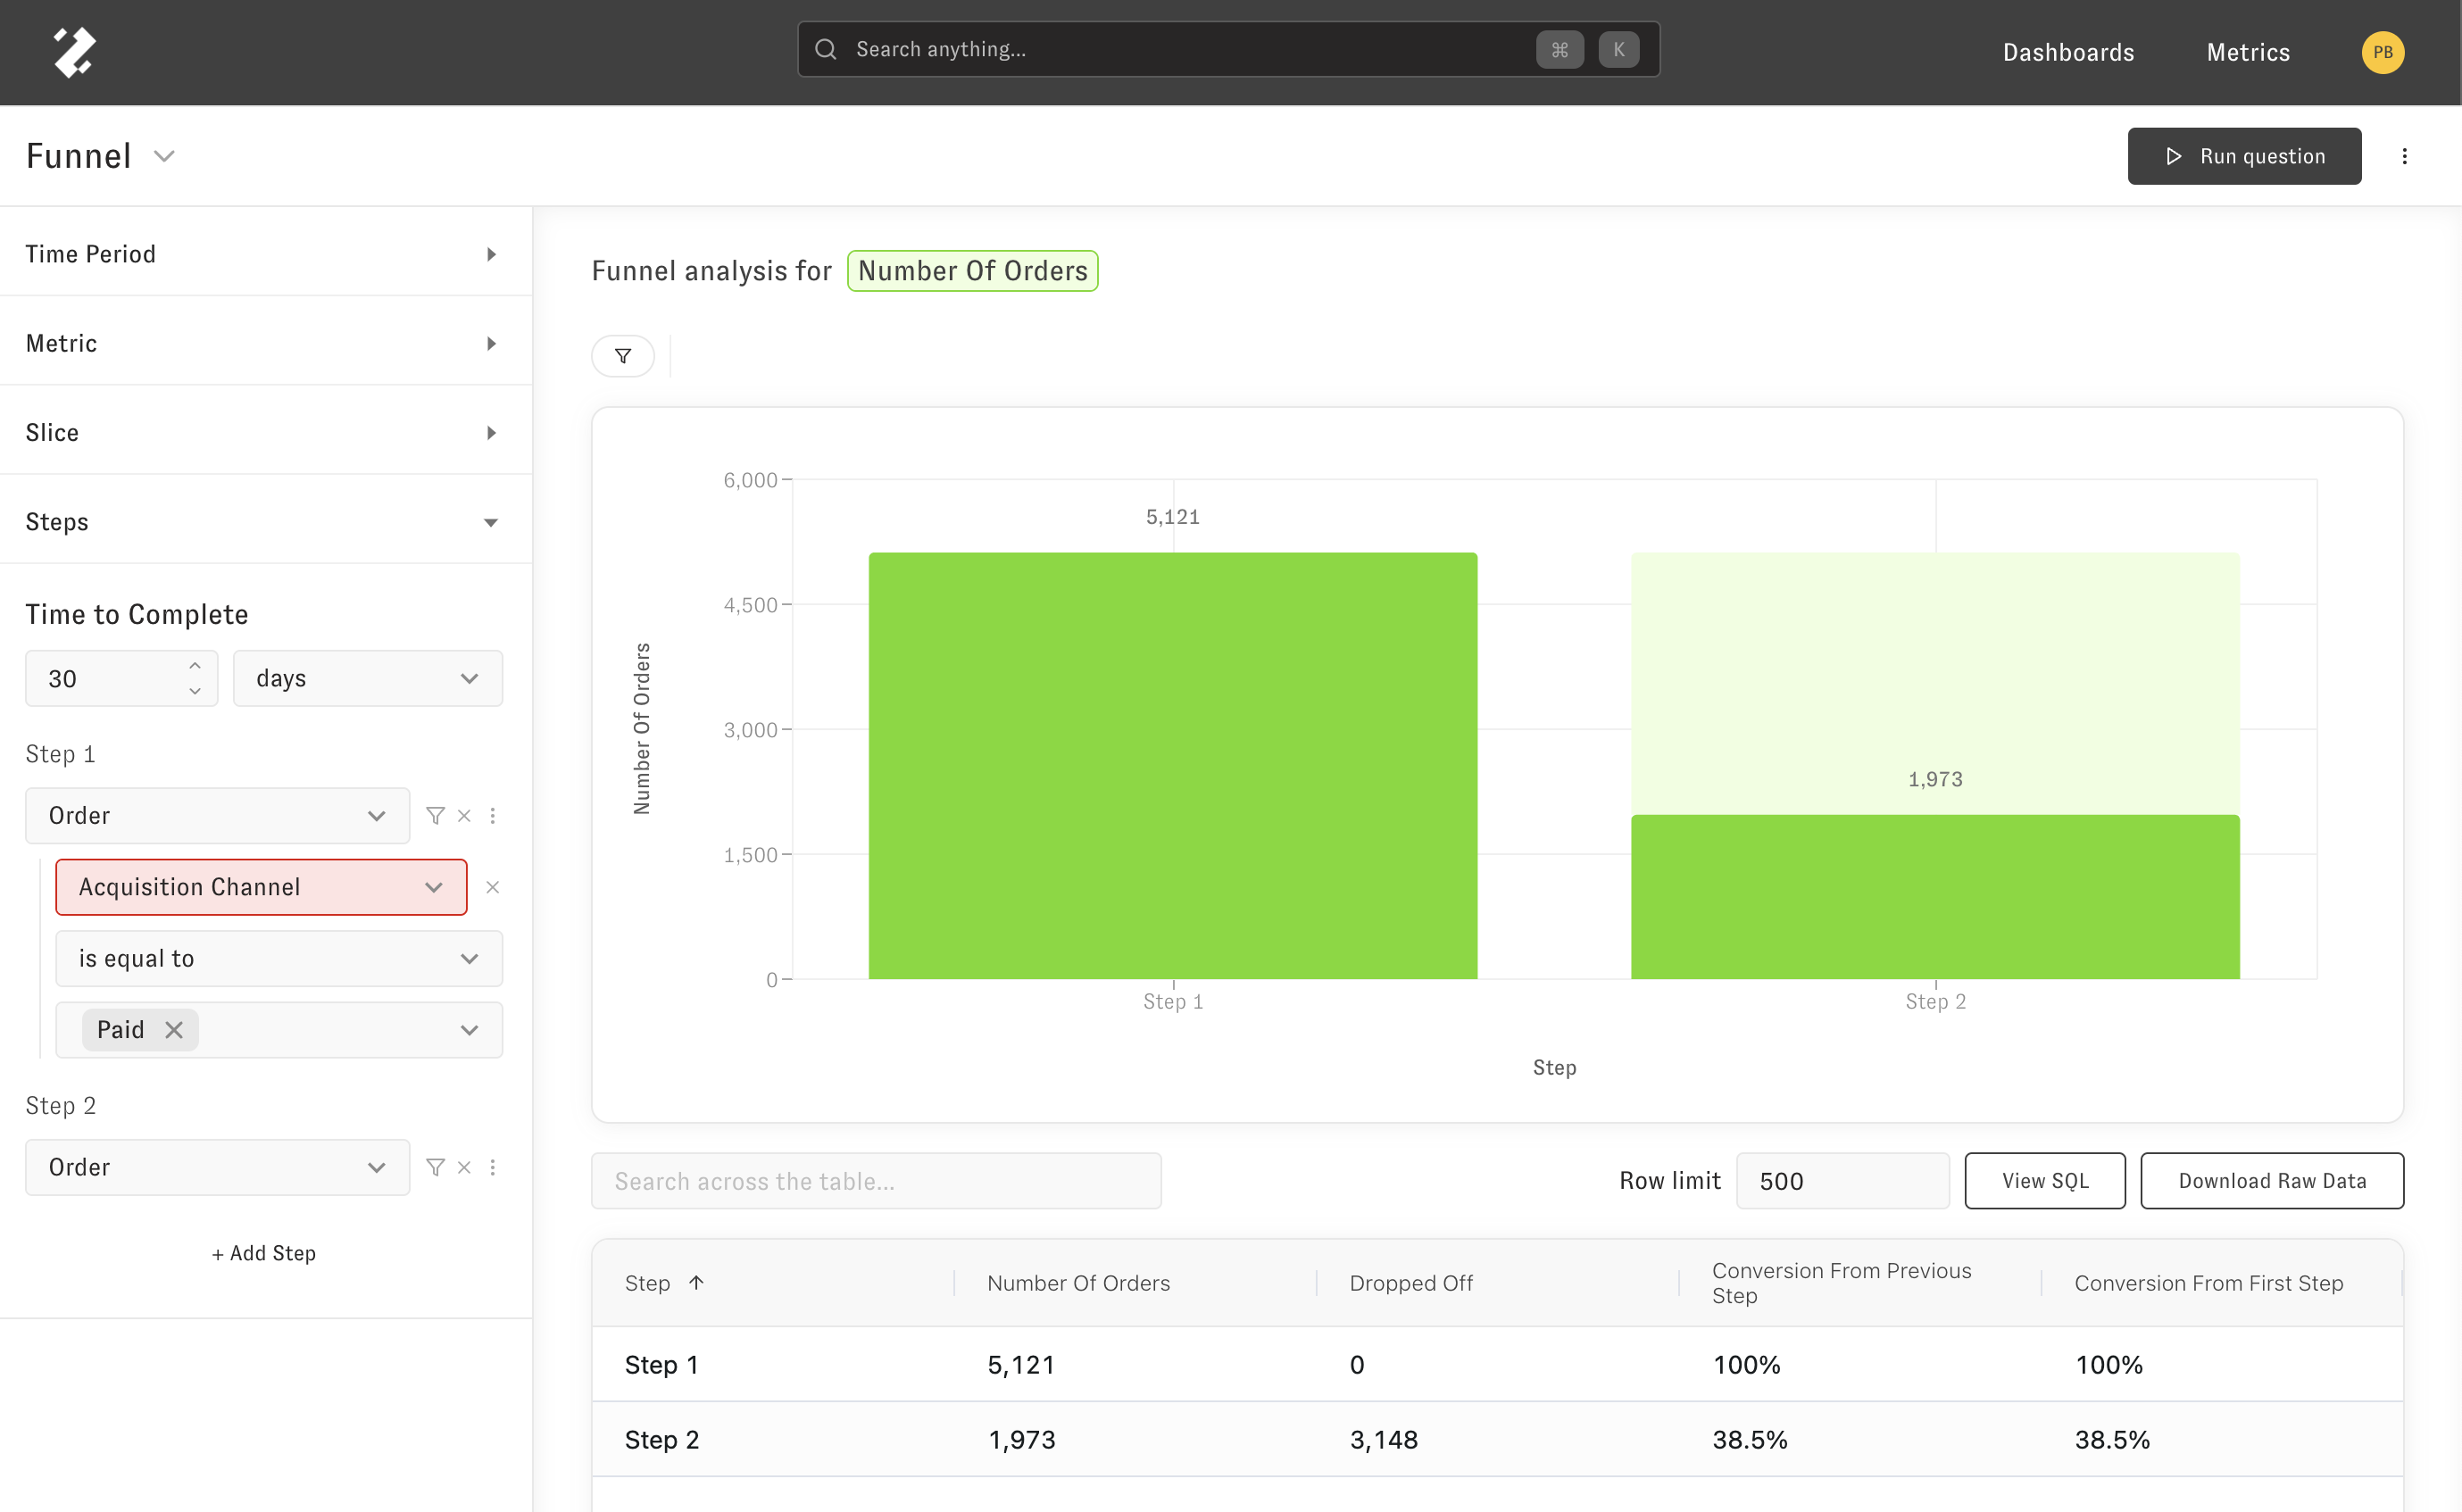 Search anything...
⌘ K
Dashboards
Metrics
PB
Funnel
Run question
Time Period
Metric
Slice
Steps
Time to Complete
30
days
Step 1
Order
Acquisition Channel
is equal to
Paid
Step 2
Order
+ Add Step
Funnel analysis for Number Of Orders
6,000
4,500
3,000
1,500
0
Number Of Orders
5,121
1,973
Step 1
Step 2
Step
Search across the table...
Row limit
500
View SQL
Download Raw Data
Step Number Of Orders Dropped Off Conversion From Previous Step Conversion From First Step
Step 1 5,121 0 100% 100%
Step 2 1,973 3,148 38.5% 38.5%